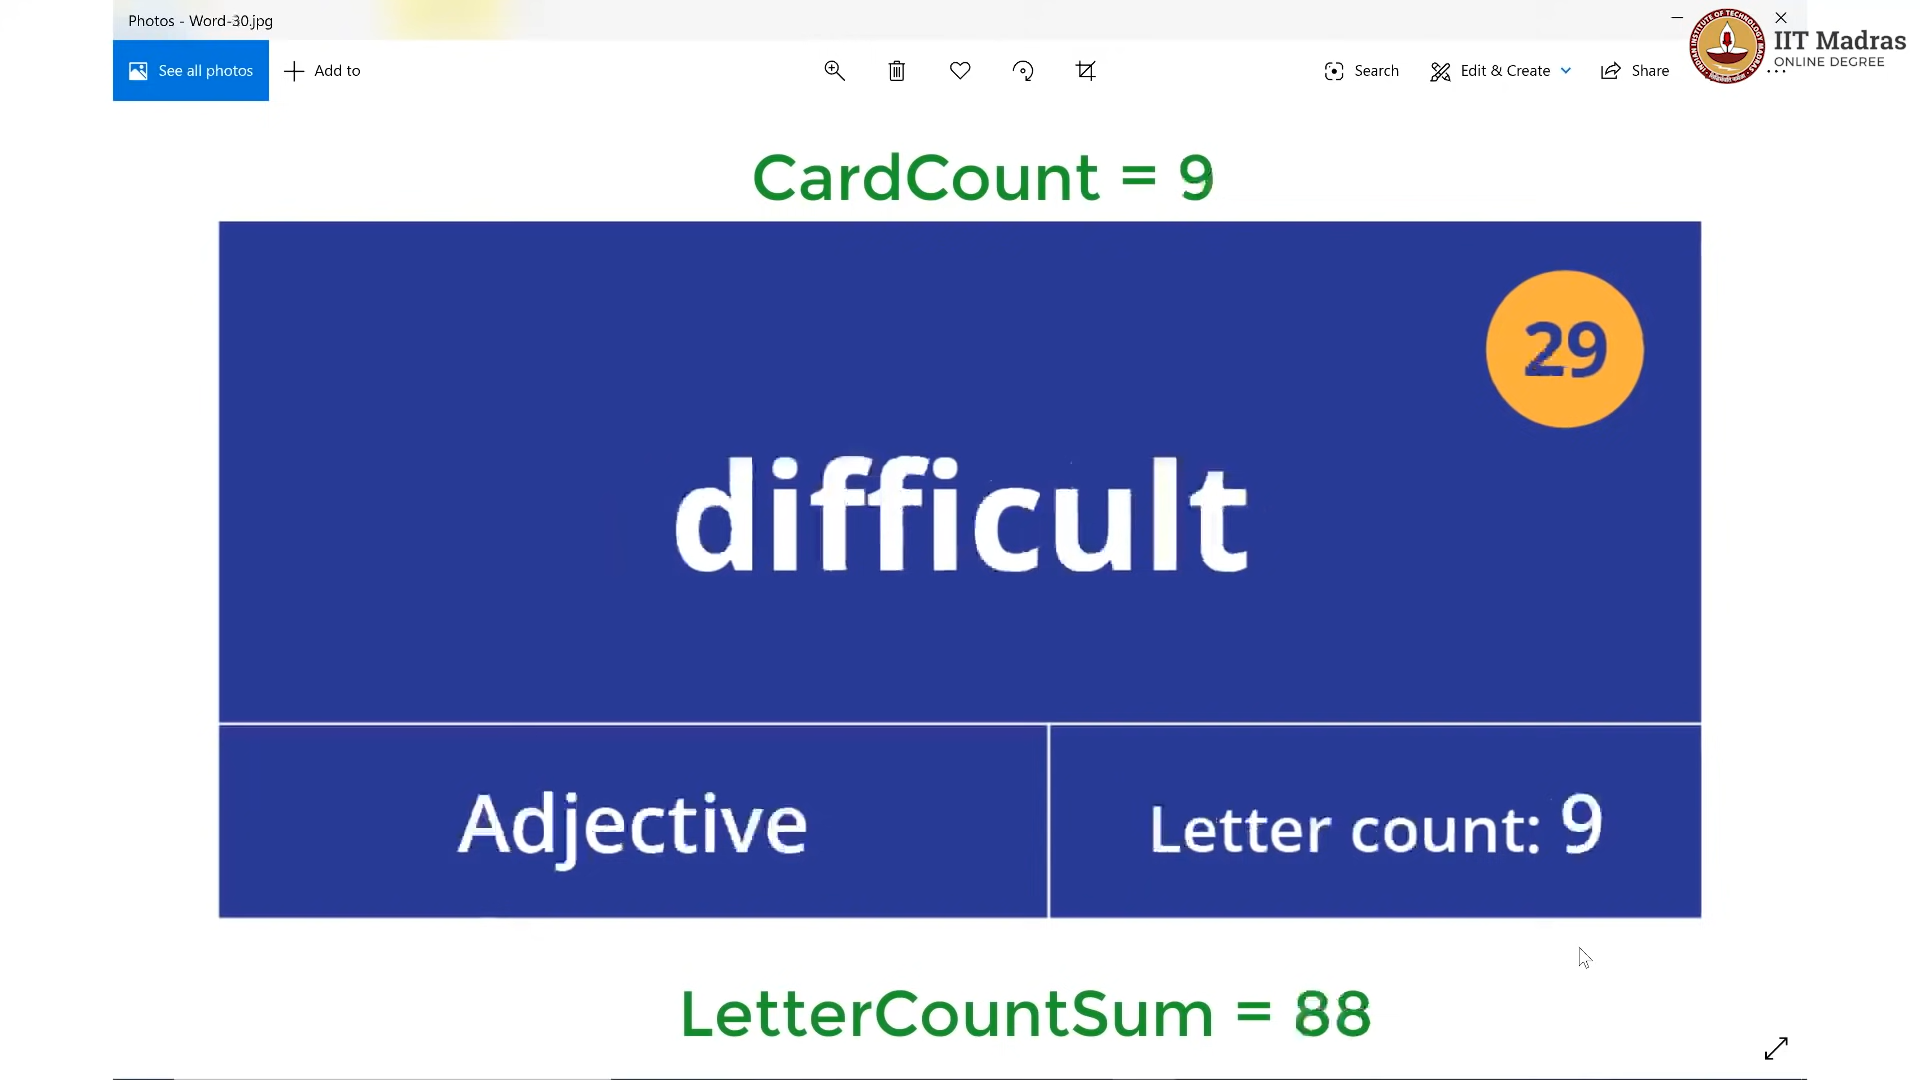 Photos - Word-30.jpg
See all photos
Add to
Search
Edit & Create
Share
IIT Madras
ONLINE DEGREE
CardCount = 9
29
difficult
Adjective
Letter count: 9
LetterCountSum = 88